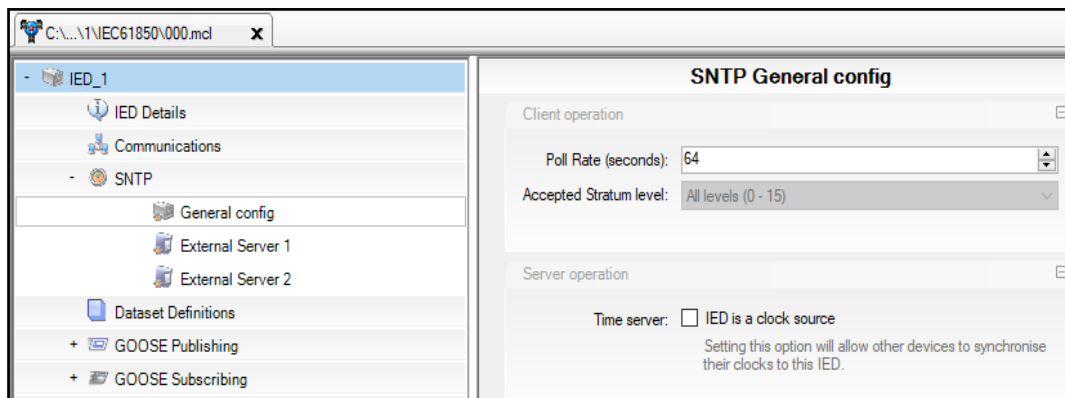 C:\...\1\IEC61850\000.mcl x
- IED_1
IED Details
Communications
- SNTP
General config
External Server 1
External Server 2
Dataset Definitions
+ GOOSE Publishing
+ GOOSE Subscribing
SNTP General config
Client operation
Poll Rate (seconds): 64
Accepted Stratum level: All levels (0 - 15)
Server operation
Time server: IED is a clock source
Setting this option will allow other devices to synchronise
their clocks to this IED.